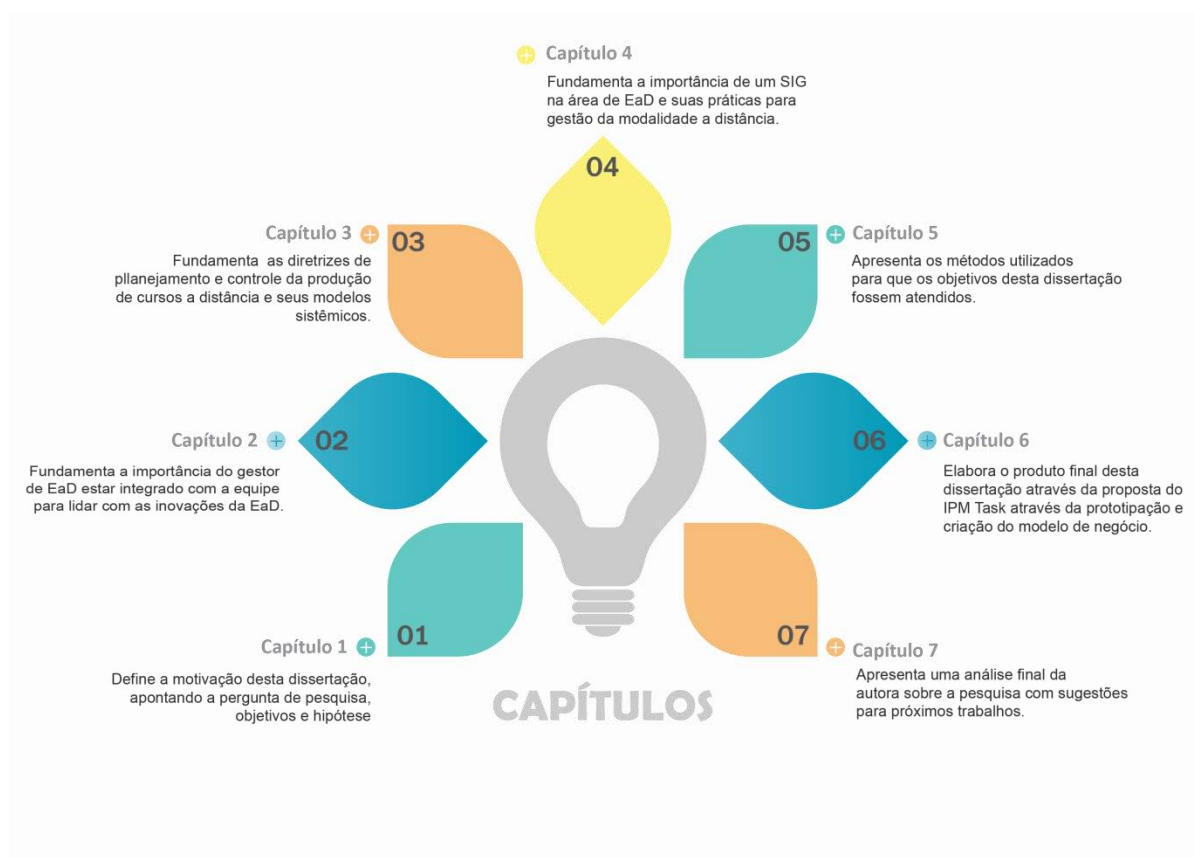 Capítulo 4
Fundamenta a importância de um SIG
na área de EaD e suas práticas para
gestão da modalidade a distância.
04
Capítulo 3
03
Fundamenta as diretrizes de
pllanejamento e controle da produção
de cursos a distância e seus modelos
sistêmicos.
05
Capítulo 5
Apresenta os métodos utilizados
para que os objetivos desta dissertação
fossem atendidos.
Capítulo 2
02
Fundamenta a importância do gestor
de EaD estar integrado com a equipe
para lidar com as inovações da EaD.
06
Capítulo 6
Elabora o produto final desta
dissertação através da proposta do
IPM Task através da prototipação e
criação do modelo de negócio.
Capítulo 1
01
Define a motivação desta dissertação,
apontando a pergunta de pesquisa,
objetivos e hipótese
07
Capítulo 7
Apresenta uma análise final da
autora sobre a pesquisa com sugestões
para próximos trabalhos.
CAPÍTULOS